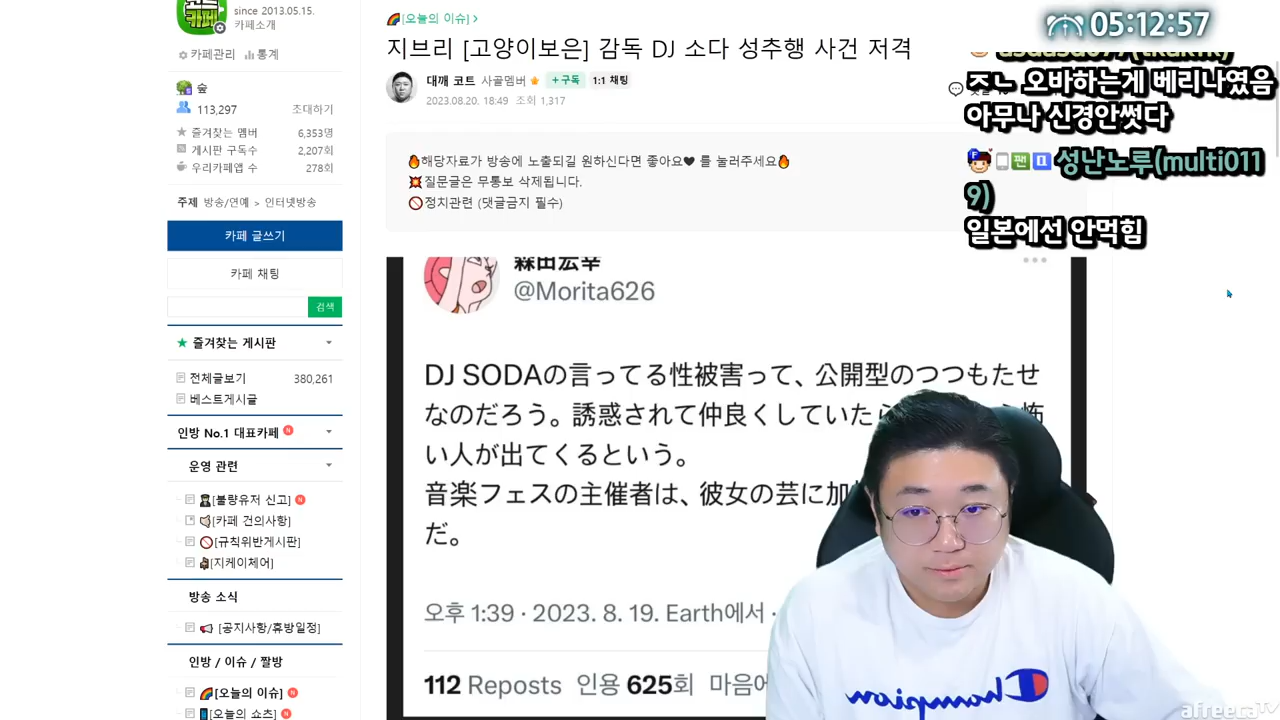 since 2013.05.15.
카페소개
카페관리
통계
숲
113,297
초대하기
즐겨찾는 멤버
6,353명
게시판 구독수
2,207회
우리카페앱 수
278회
주제 방송/연예 > 인터넷방송
카페 글쓰기
카페 채팅
검색
★ 즐겨찾는 게시판
전체글보기
380,261
베스트게시글
인방 No.1 대표카페 N
운영 관련
[불량유저 신고] N
[카페 건의사항]
[규칙위반게시판]
[지케이체어]
방송 소식
[공지사항/휴방일정]
인방 / 이슈 / 짤방
[오늘의 이슈] N
[오늘의 쇼츠] N
[오늘의 이슈] >
지브리 [고양이보은] 감독 DJ 소다 성추행 사건 저격
대깨 코트 사골멤버 +구독 1:1 채팅
2023.08.20. 18:49 조회 1,317
🔥해당자료가 방송에 노출되길 원하신다면 좋아요🖤 를 눌러주세요🔥
💥질문글은 무통보 삭제됩니다.
🚫정치관련 (댓글금지 필수)
森田宏幸
@Morita626
DJ SODAの言ってる性被害って、公開型のつつもたせ
なのだろう。誘惑されて仲良くしていたら
怖
い人が出てくるという。
音楽フェスの主催者は、彼女の芸に加
だ。
오후 1:39 · 2023. 8. 19. Earth에서 ·
112 Reposts 인용 625회 마음에
05:12:57
ㅈㄴ 오바하는게 베리나였음
아무나 신경안썻다
F 팬 성난노루(multi011
9)
일본에선 안먹힘
Champion
afreecaTV